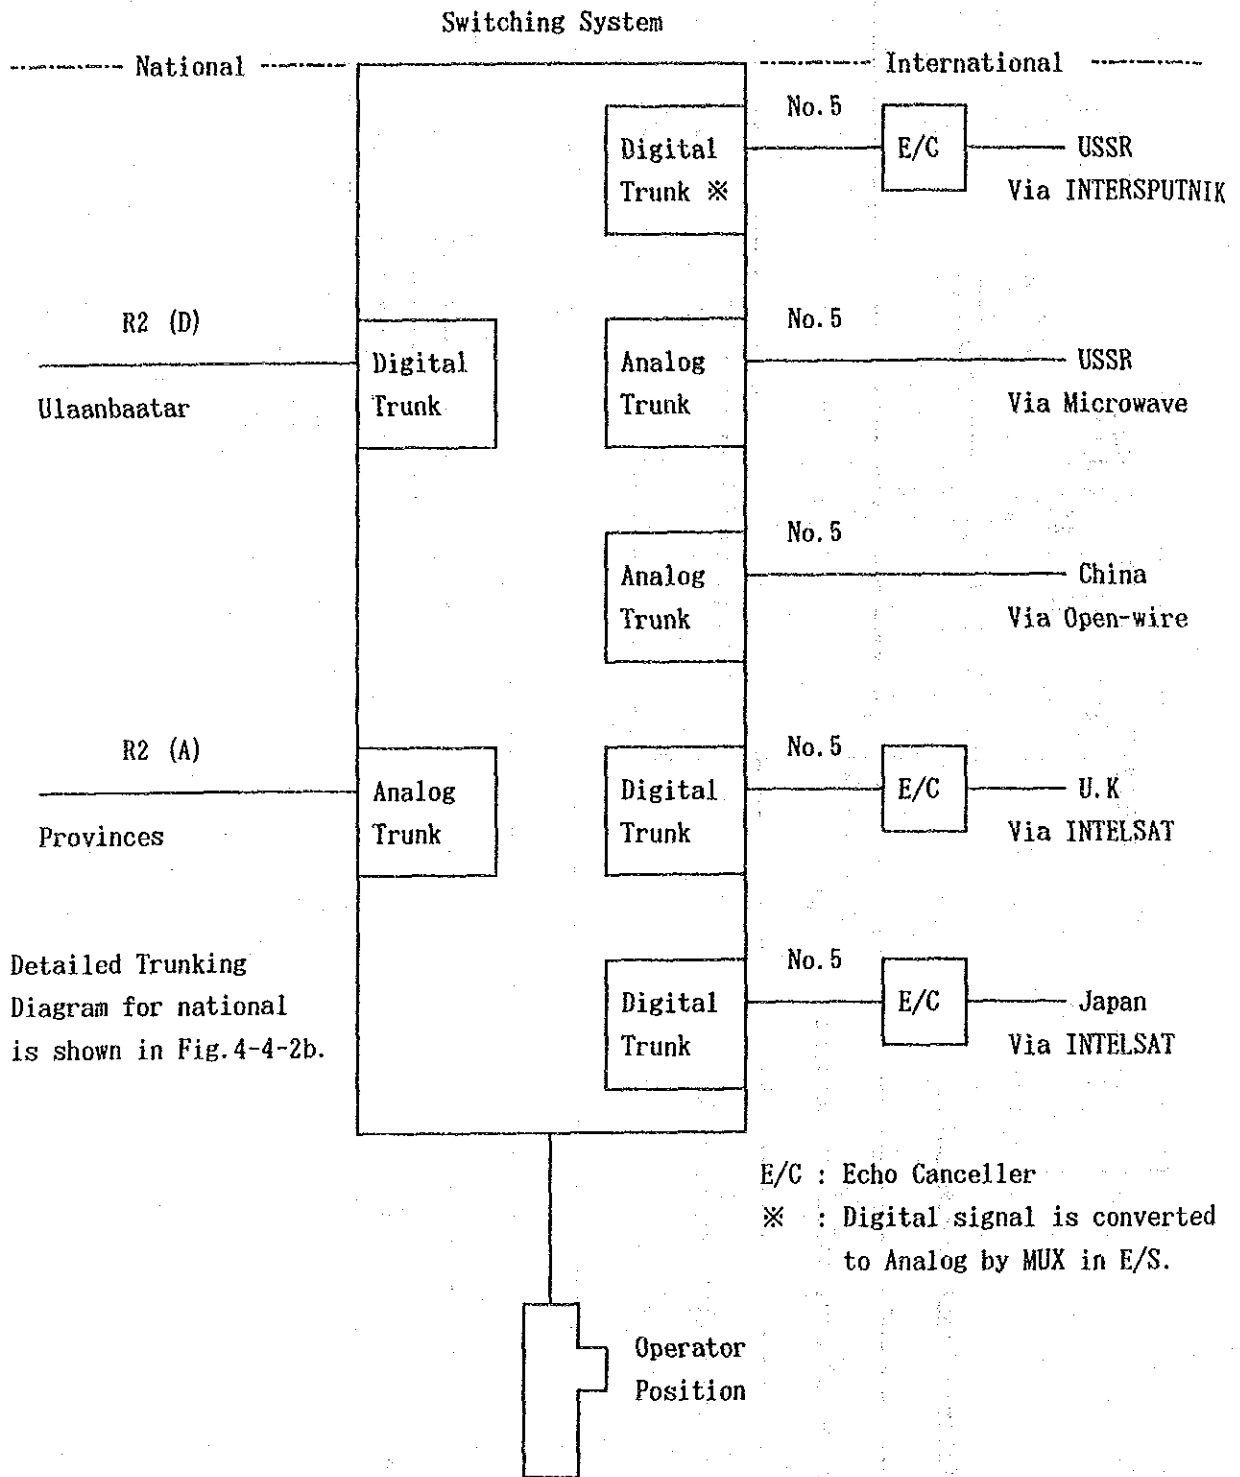 Switching System
National
International
No.5
Digital
Trunk ※
E/C
USSR
Via INTERSPUTNIK
R2 (D)
Ulaanbaatar
Digital
Trunk
No.5
Analog
Trunk
USSR
Via Microwave
No.5
Analog
Trunk
China
Via Open-wire
R2 (A)
Provinces
Analog
Trunk
No.5
Digital
Trunk
E/C
U.K
Via INTELSAT
Detailed Trunking
Diagram for national
is shown in Fig.4-4-2b.
No.5
Digital
Trunk
E/C
Japan
Via INTELSAT
E/C : Echo Canceller
※ : Digital signal is converted
to Analog by MUX in E/S.
Operator
Position